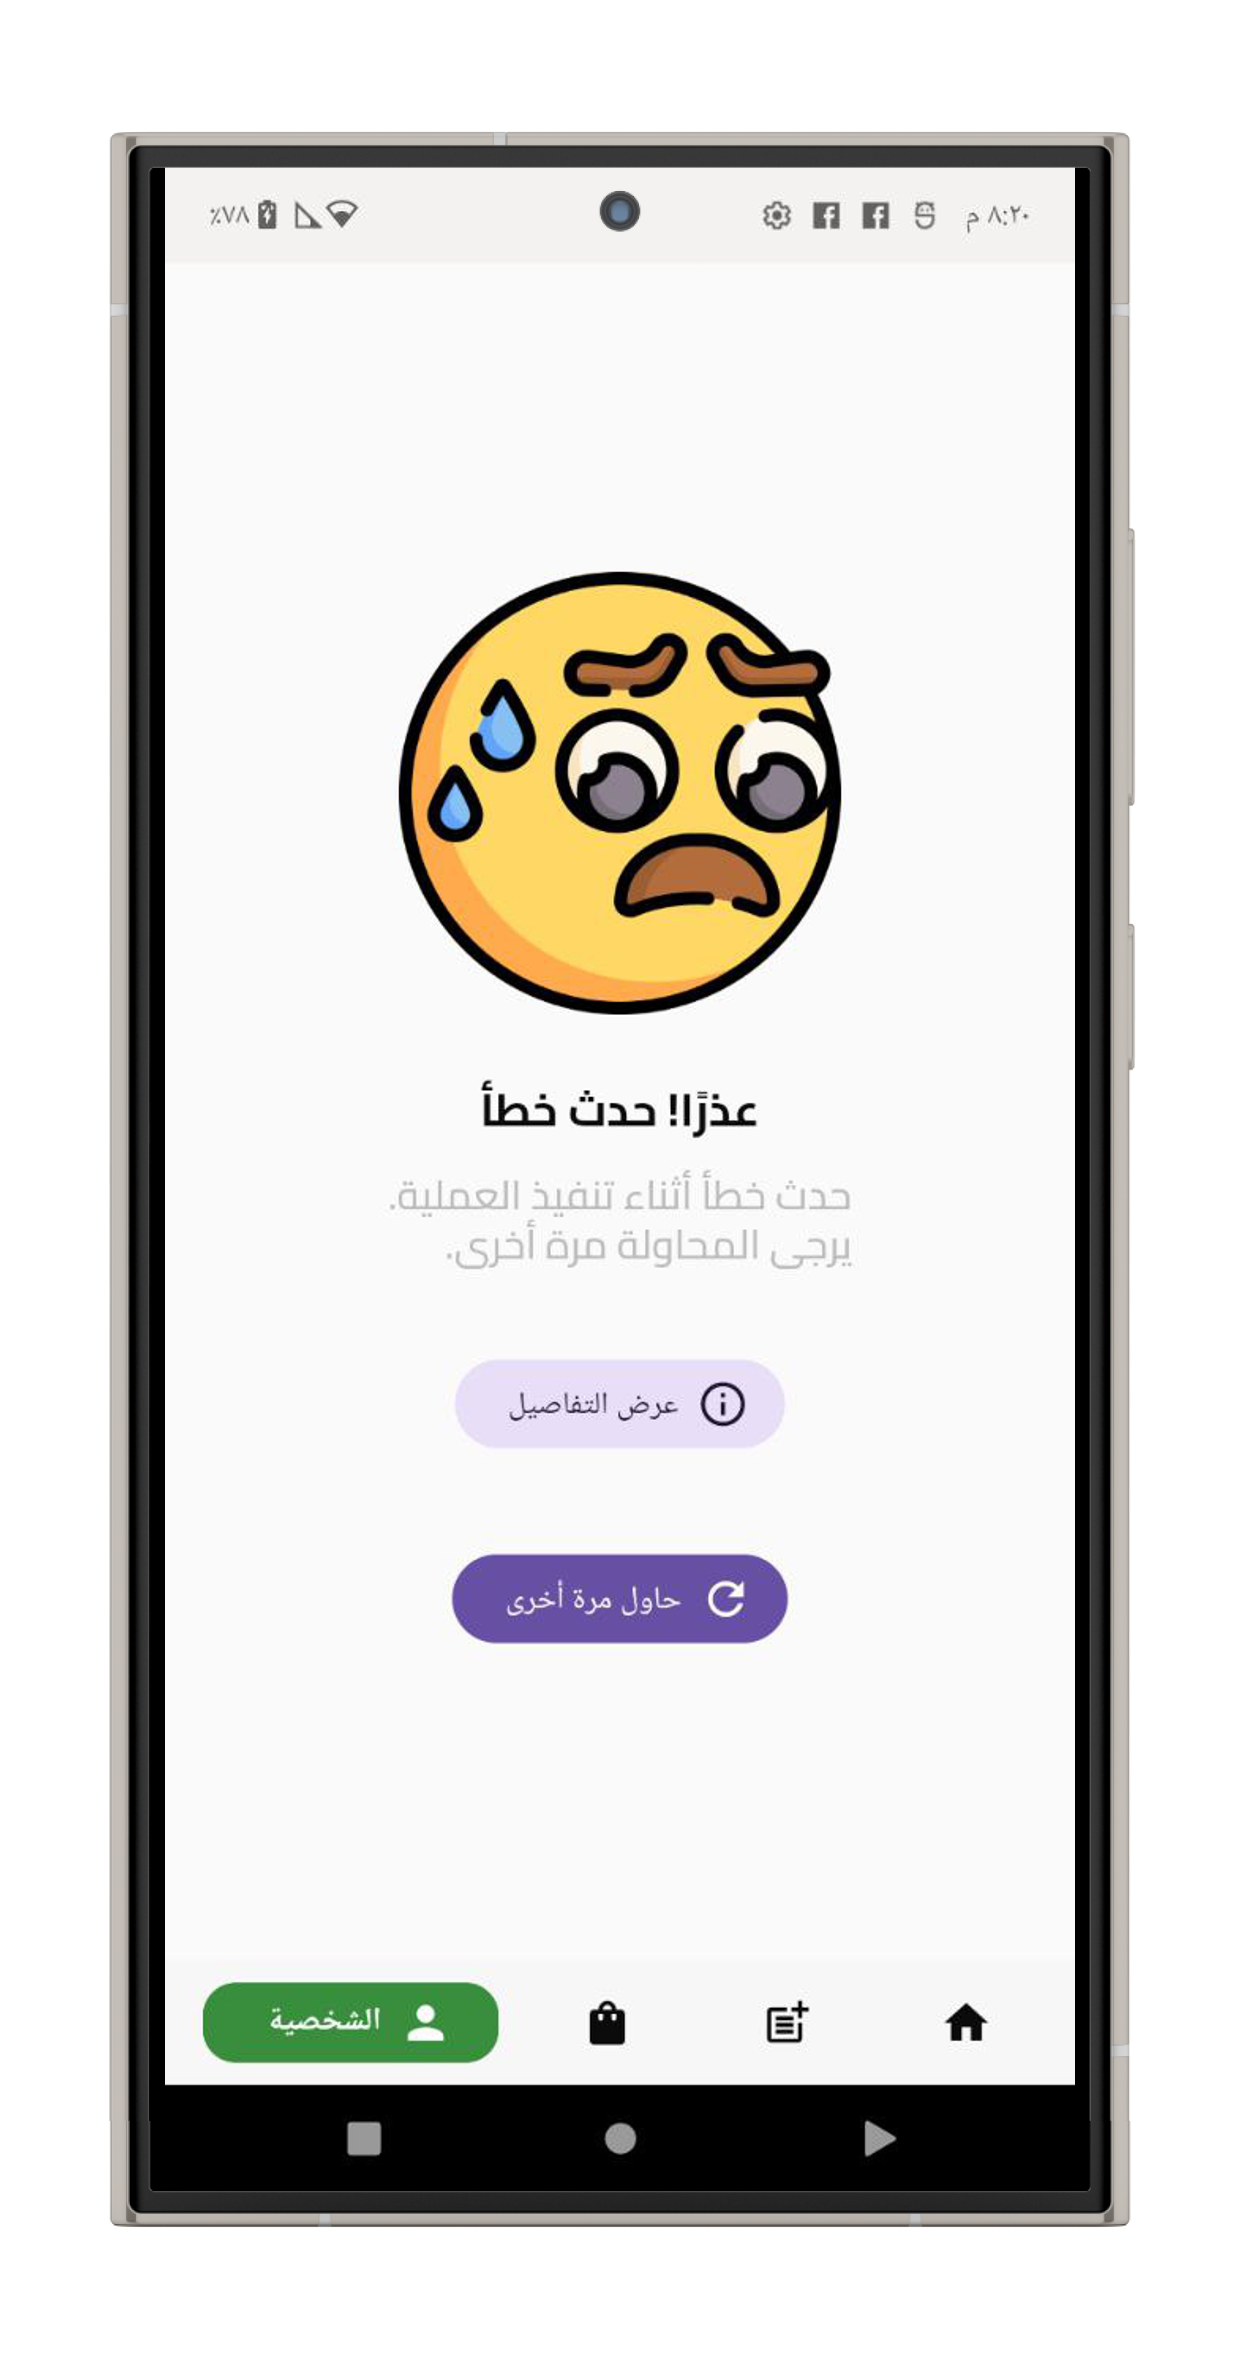 ٨:٢٠ م
٪٧٨
عذرًا! حدث خطأ
حدث خطأ أثناء تنفيذ العملية.
يرجى المحاولة مرة أخرى.
عرض التفاصيل
حاول مرة أخرى
الشخصية